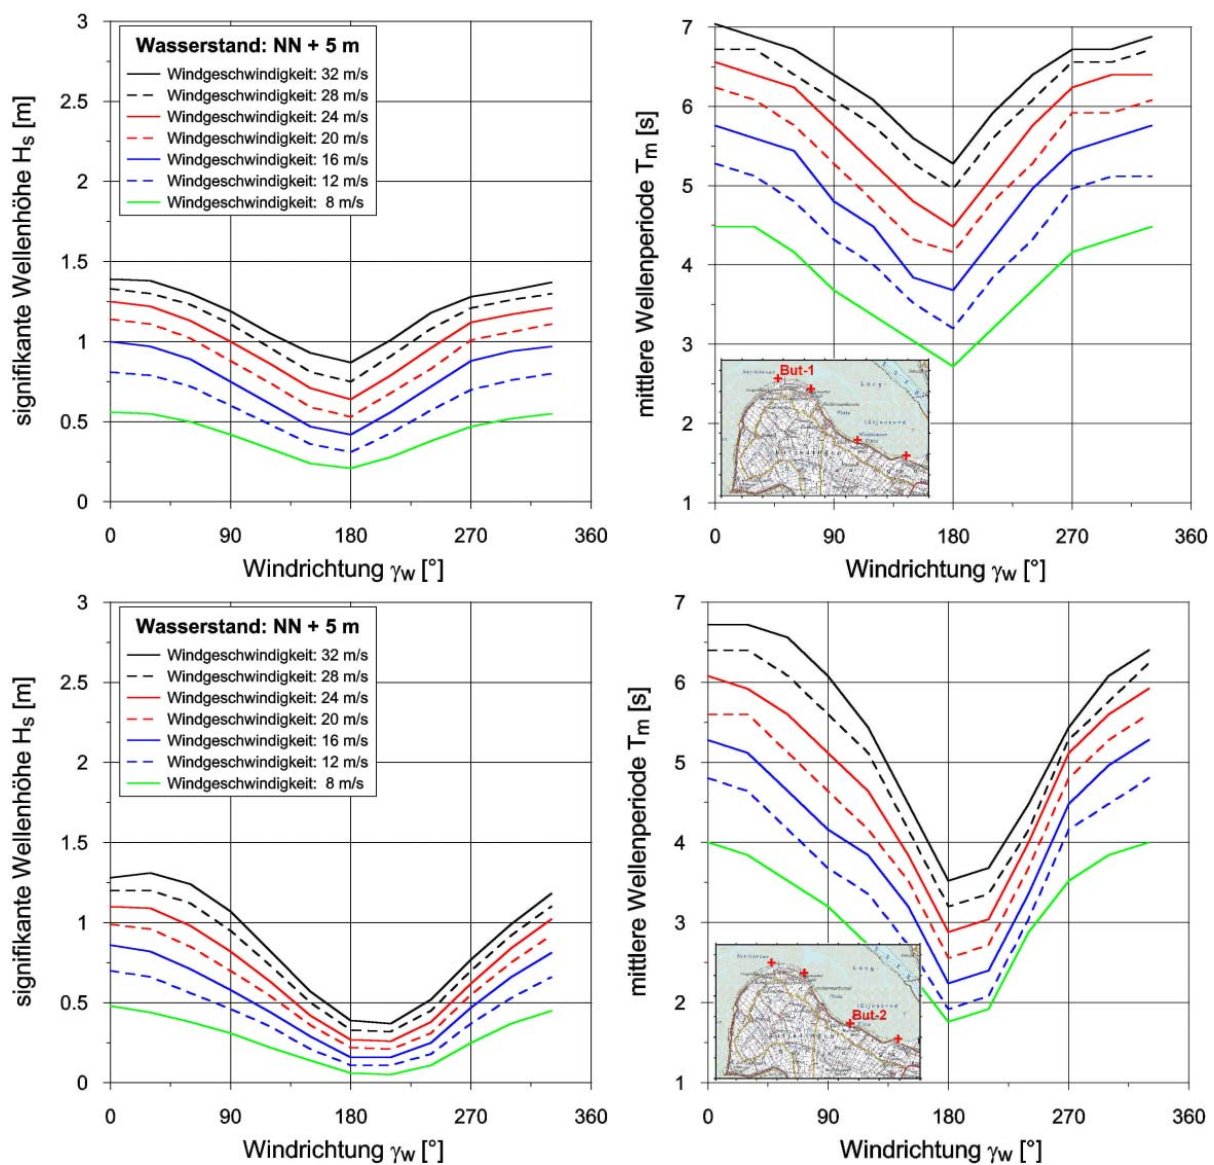 signifikante Wellenhöhe Hs [m]
3
2.5
2
1.5
1
0.5
0
Wasserstand: NN + 5 m
Windgeschwindigkeit: 32 m/s
Windgeschwindigkeit: 28 m/s
Windgeschwindigkeit: 24 m/s
Windgeschwindigkeit: 20 m/s
Windgeschwindigkeit: 16 m/s
Windgeschwindigkeit: 12 m/s
Windgeschwindigkeit: 8 m/s
0 90 180 270 360
Windrichtung γw [°]
mittlere Wellenperiode Tm [s]
7
6
5
4
3
2
1
But-1
0 90 180 270 360
Windrichtung γw [°]
signifikante Wellenhöhe Hs [m]
3
2.5
2
1.5
1
0.5
0
Wasserstand: NN + 5 m
Windgeschwindigkeit: 32 m/s
Windgeschwindigkeit: 28 m/s
Windgeschwindigkeit: 24 m/s
Windgeschwindigkeit: 20 m/s
Windgeschwindigkeit: 16 m/s
Windgeschwindigkeit: 12 m/s
Windgeschwindigkeit: 8 m/s
0 90 180 270 360
Windrichtung γw [°]
mittlere Wellenperiode Tm [s]
7
6
5
4
3
2
1
But-2
0 90 180 270 360
Windrichtung γw [°]